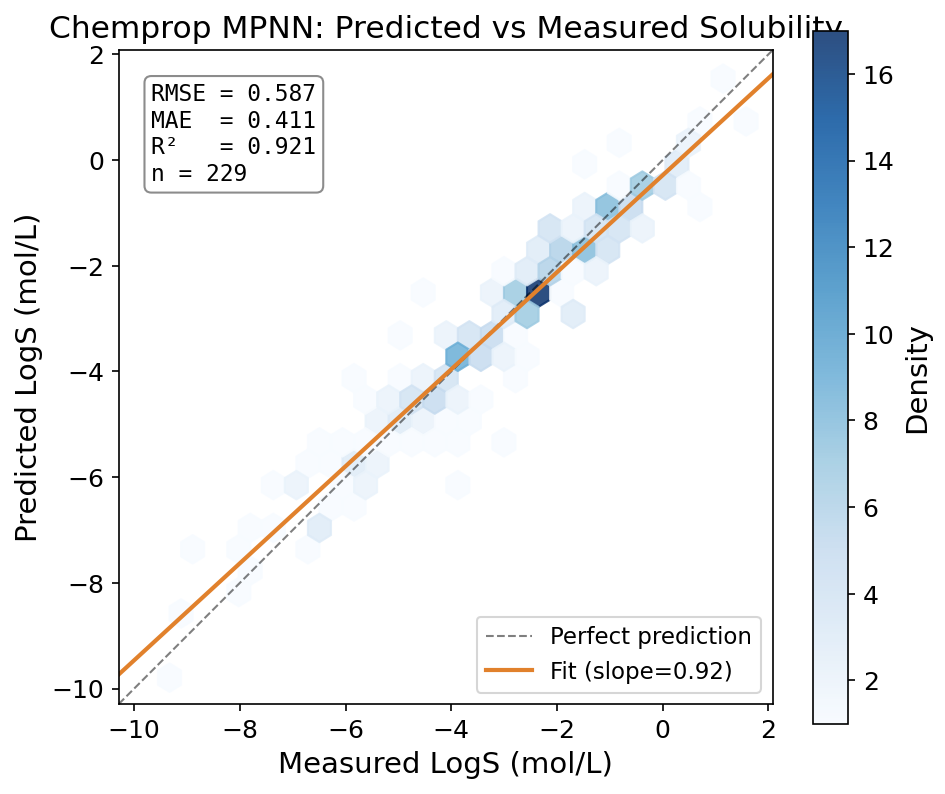 Chemprop MPNN: Predicted vs Measured Solubility
RMSE = 0.587
MAE = 0.411
R² = 0.921
n = 229
Predicted LogS (mol/L)
2
0
−2
−4
−6
−8
−10
−10 −8 −6 −4 −2 0 2
Measured LogS (mol/L)
Perfect prediction
Fit (slope=0.92)
16
14
12
10
8
6
4
2
Density